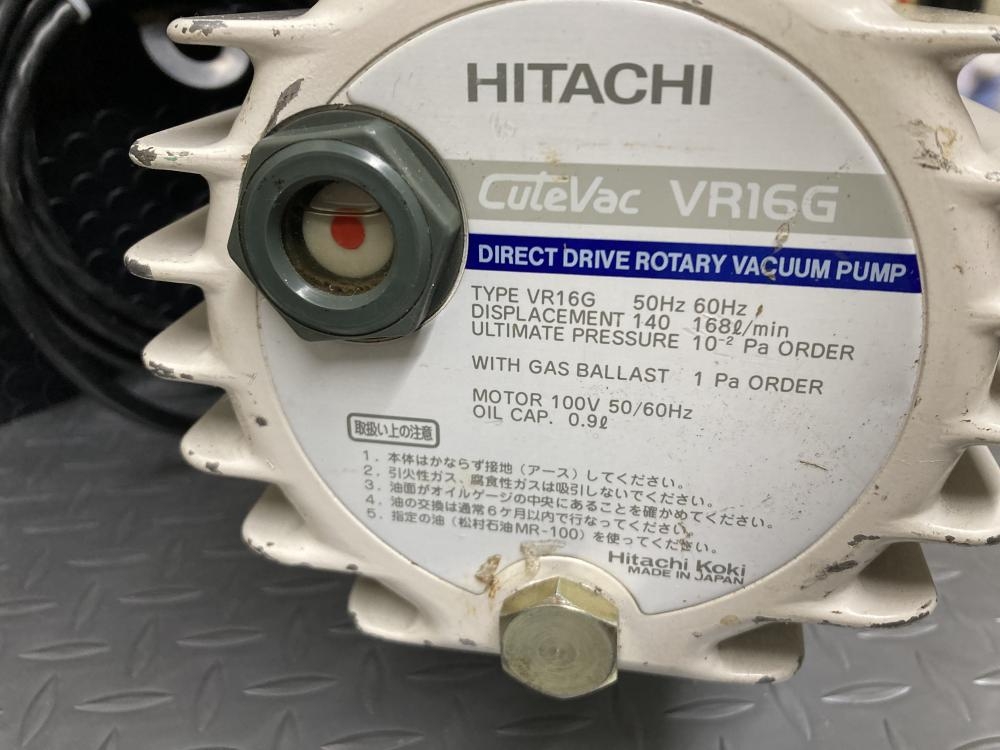 HITACHI
CuteVac VR16G
DIRECT DRIVE ROTARY VACUUM PUMP
TYPE VR16G 50Hz 60Hz
DISPLACEMENT 140 168ℓ/min
ULTIMATE PRESSURE 10⁻² Pa ORDER
WITH GAS BALLAST 1 Pa ORDER
MOTOR 100V 50/60Hz
OIL CAP. 0.9ℓ
取扱い上の注意
1. 本体はかならず接地（アース）してください。
2. 引火性ガス、腐食性ガスは吸引しないでください。
3. 油面がオイルゲージの中央にあることを確かめてください。
4. 油の交換は通常6ケ月以内で行なってください。
5. 指定の油（松村石油MR-100）を使ってください。
Hitachi Koki
MADE IN JAPAN